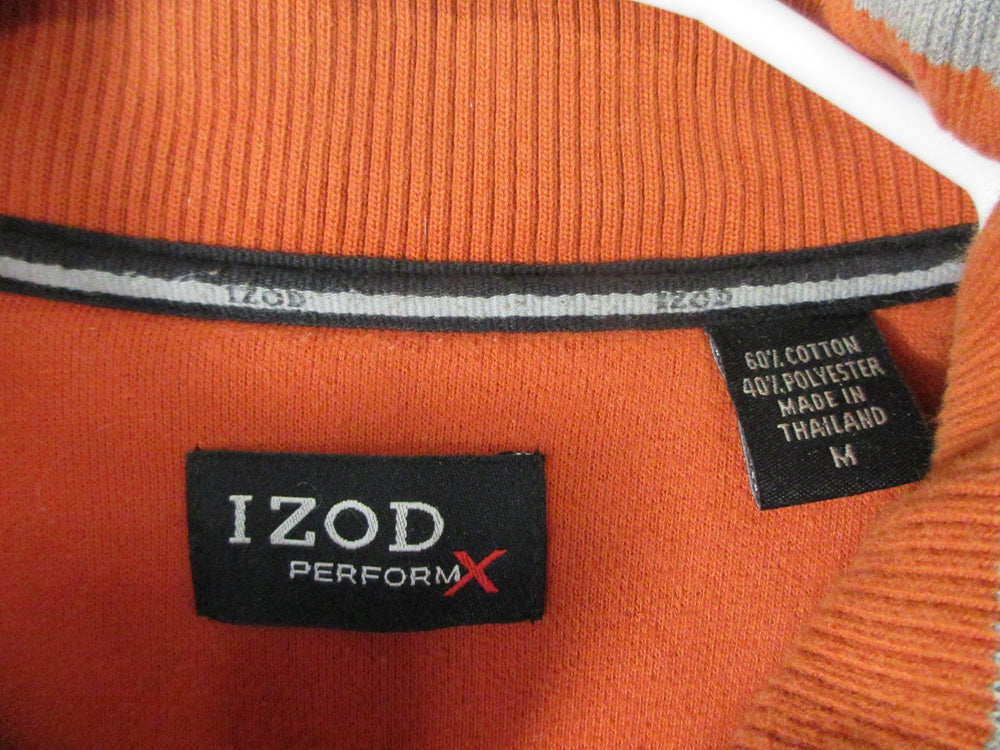 IZOD IZOD
60% COTTON
40% POLYESTER
MADE IN
THAILAND
M
IZOD
PERFORMX